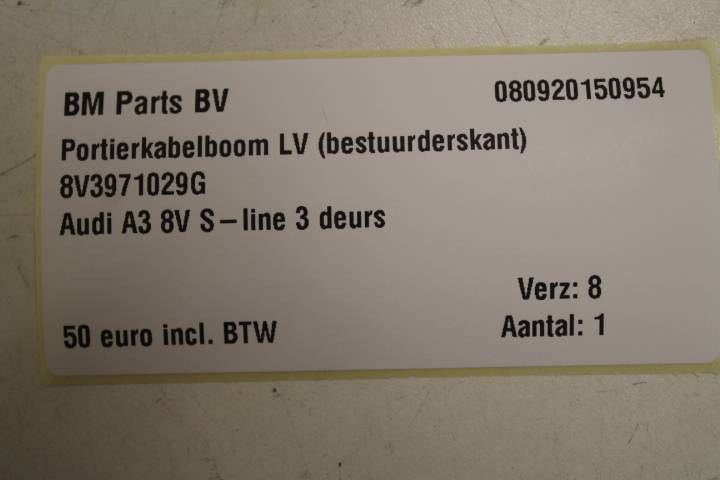 BM Parts BV 080920150954
Portierkabelboom LV (bestuurderskant)
8V3971029G
Audi A3 8V S-line 3 deurs
Verz: 8
50 euro incl. BTW Aantal: 1